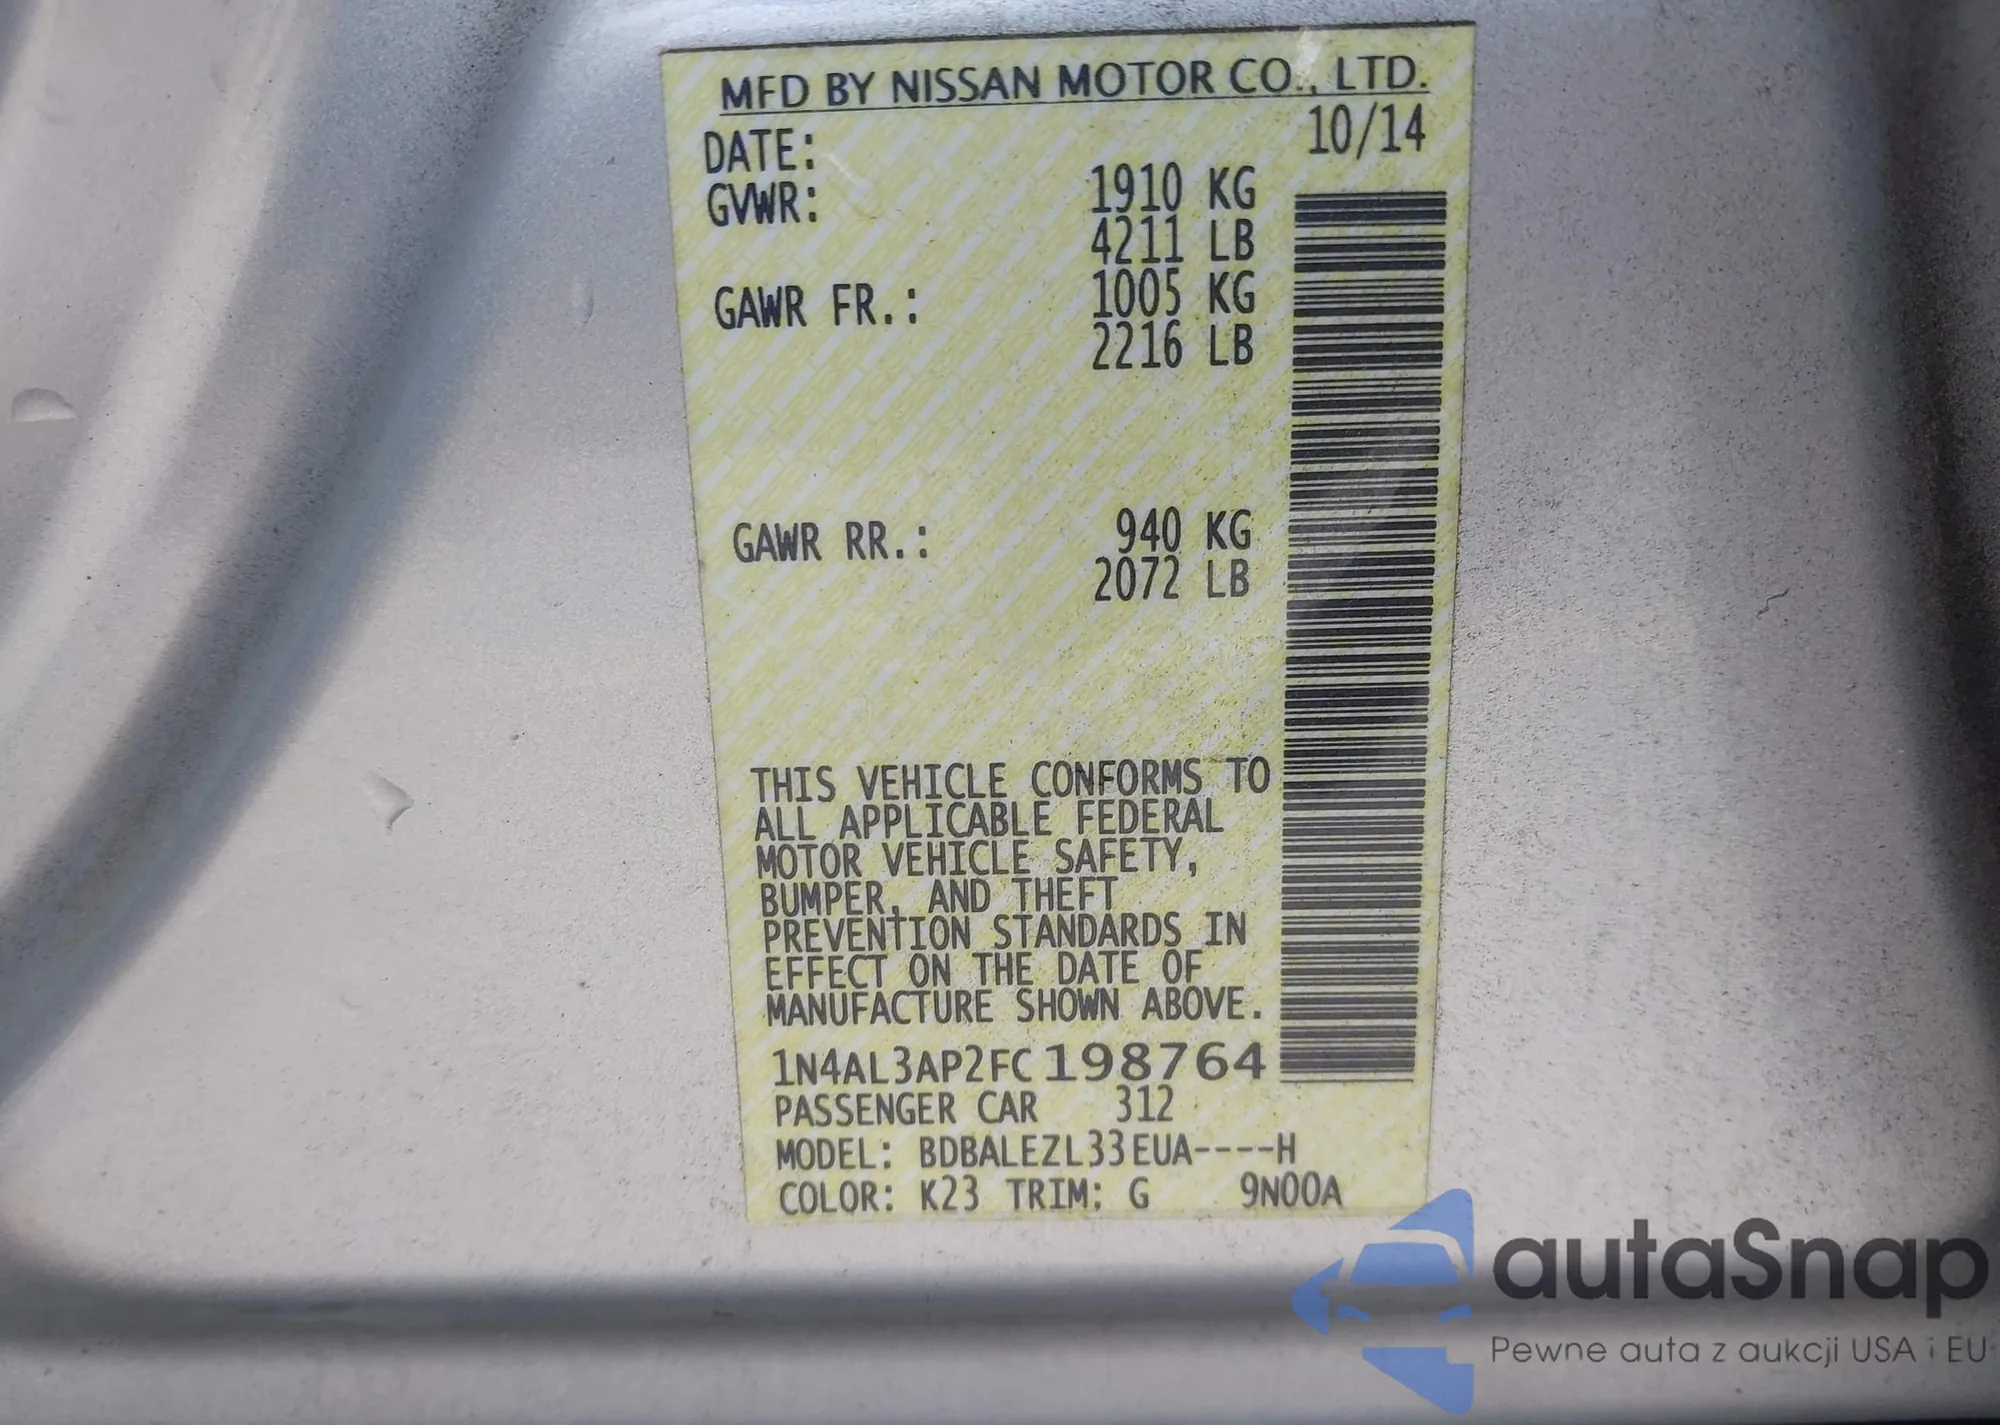 MFD BY NISSAN MOTOR CO., LTD.
DATE: 10/14
GVWR: 1910 KG
4211 LB
GAWR FR.: 1005 KG
2216 LB
GAWR RR.: 940 KG
2072 LB
THIS VEHICLE CONFORMS TO
ALL APPLICABLE FEDERAL
MOTOR VEHICLE SAFETY,
BUMPER, AND THEFT
PREVENTION STANDARDS IN
EFFECT ON THE DATE OF
MANUFACTURE SHOWN ABOVE.
1N4AL3AP2FC198764
PASSENGER CAR 312
MODEL: BDBALEZL33EUA----H
COLOR: K23 TRIM: G 9N00A
autaSnap
Pewne auta z aukcji USA i EU